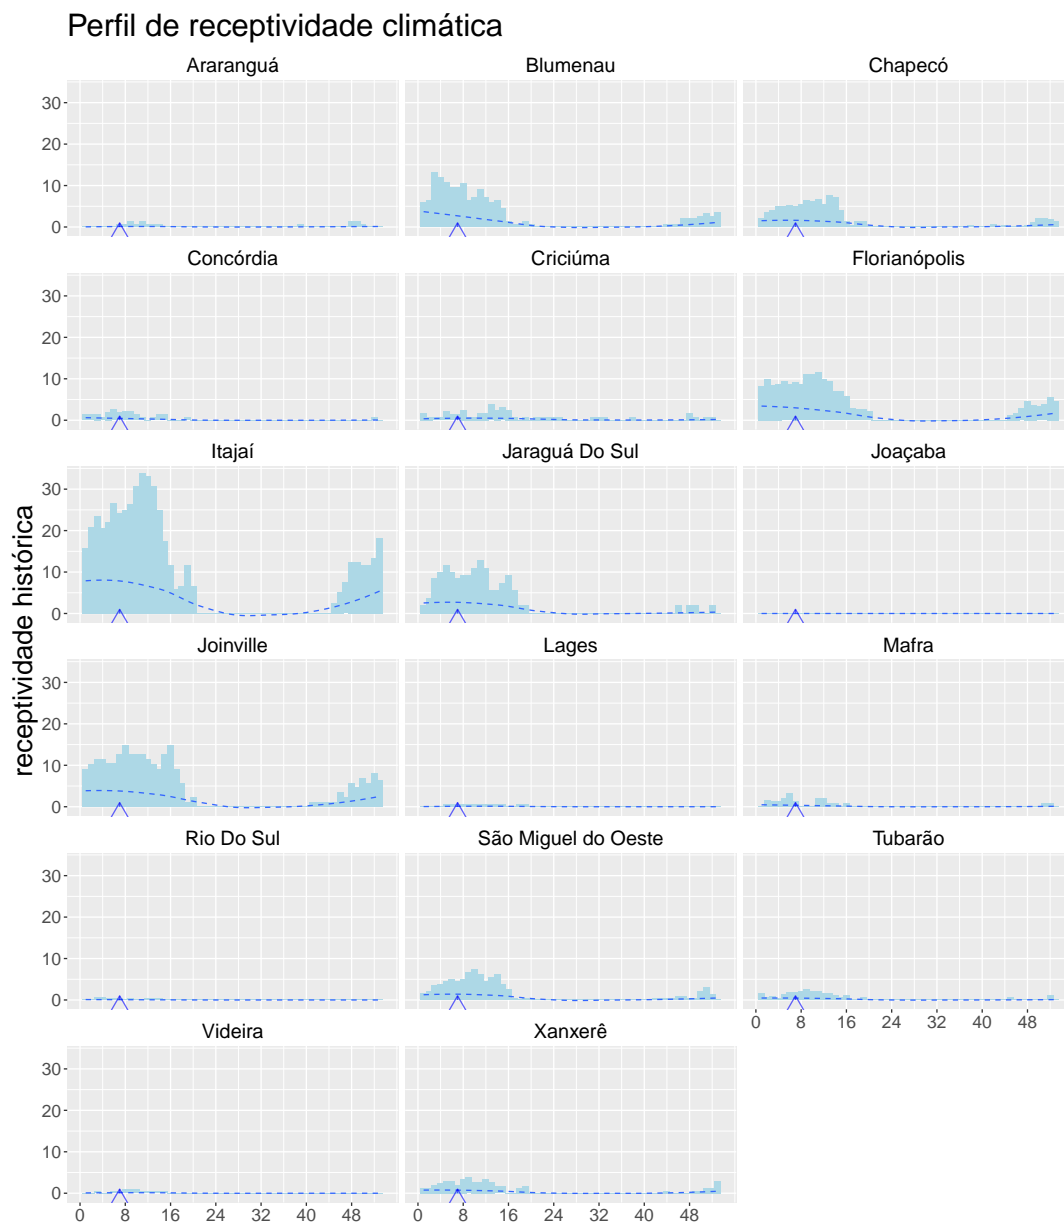 Perfil de receptividade climática
Araranguá Blumenau Chapecó
30
20
10
0
Concórdia Criciúma Florianópolis
30
20
10
0
Itajaí Jaraguá Do Sul Joaçaba
30
20
10
0
receptividade histórica
Joinville Lages Mafra
30
20
10
0
Rio Do Sul São Miguel do Oeste Tubarão
30
20
10
0
0 8 16 24 32 40 48
Videira Xanxerê
30
20
10
0
0 8 16 24 32 40 48 0 8 16 24 32 40 48